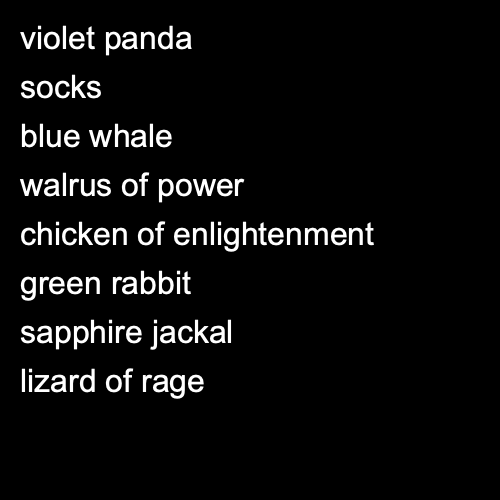 violet panda
socks
blue whale
walrus of power
chicken of enlightenment
green rabbit
sapphire jackal
lizard of rage